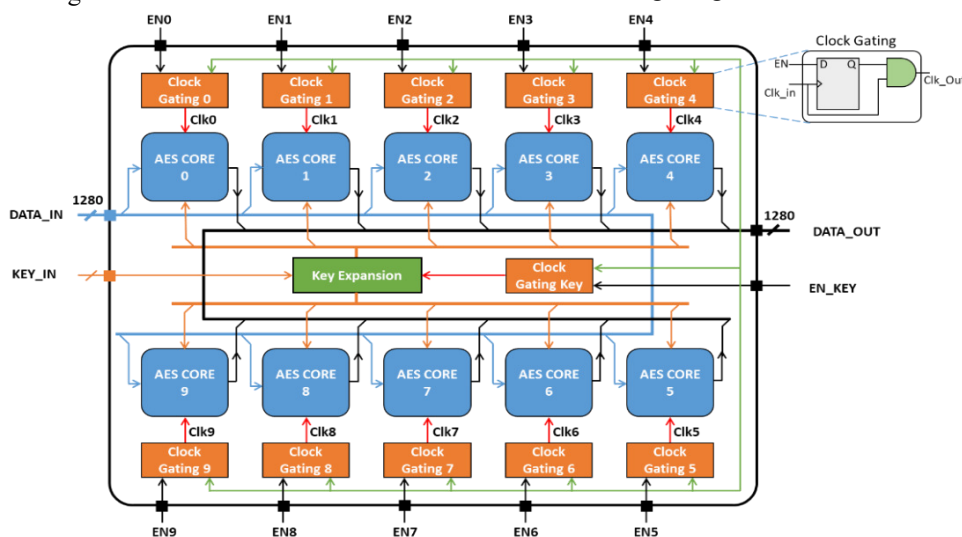 EN0 EN1 EN2 EN3 EN4
Clock Gating
Clock
Gating 0
Clock
Gating 1
Clock
Gating 2
Clock
Gating 3
Clock
Gating 4
EN
D Q
Clk_in
Clk_Out
Clk0 Clk1 Clk2 Clk3 Clk4
AES CORE
0
AES CORE
1
AES CORE
2
AES CORE
3
AES CORE
4
1280
DATA_IN
1280
DATA_OUT
KEY_IN
Key Expansion
Clock
Gating Key
EN_KEY
AES CORE
9
AES CORE
8
AES CORE
7
AES CORE
6
AES CORE
5
Clk9 Clk8 Clk7 Clk6 Clk5
Clock
Gating 9
Clock
Gating 8
Clock
Gating 7
Clock
Gating 6
Clock
Gating 5
EN9 EN8 EN7 EN6 EN5